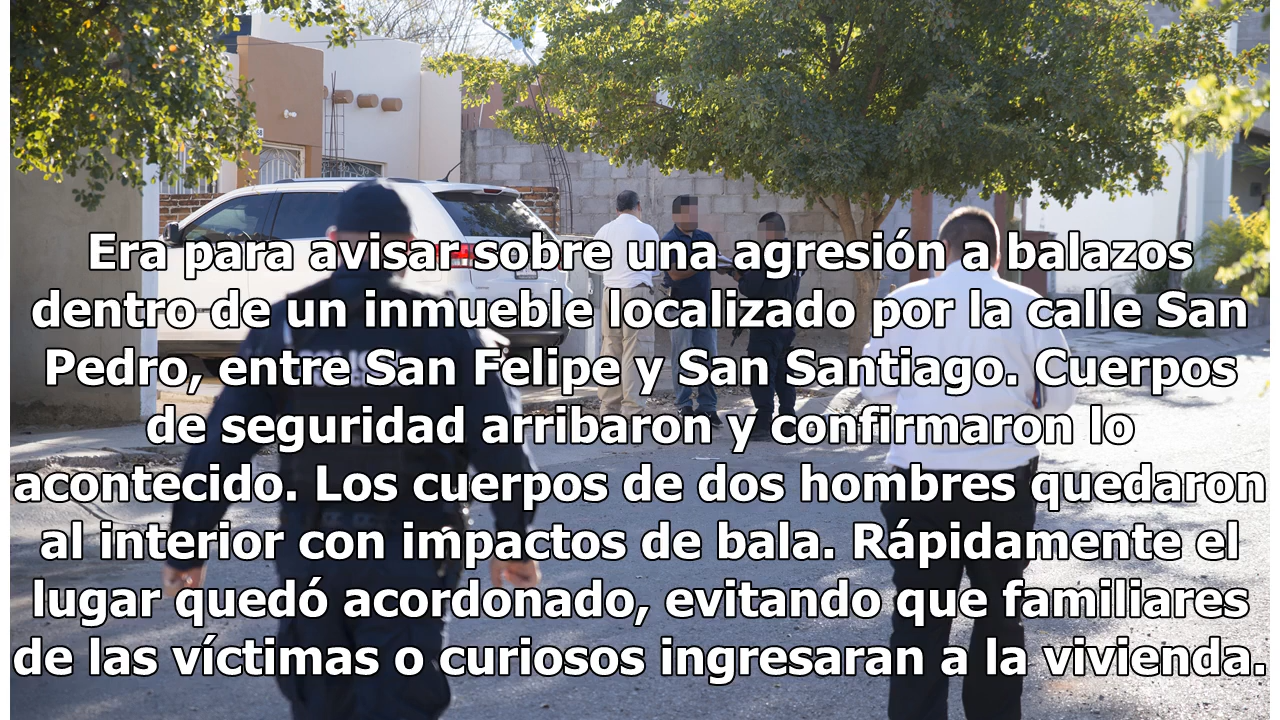 Era para avisar sobre una agresión a balazos
dentro de un inmueble localizado por la calle San
Pedro, entre San Felipe y San Santiago. Cuerpos
de seguridad arribaron y confirmaron lo
acontecido. Los cuerpos de dos hombres quedaron
al interior con impactos de bala. Rápidamente el
lugar quedó acordonado, evitando que familiares
de las víctimas o curiosos ingresaran a la vivienda.